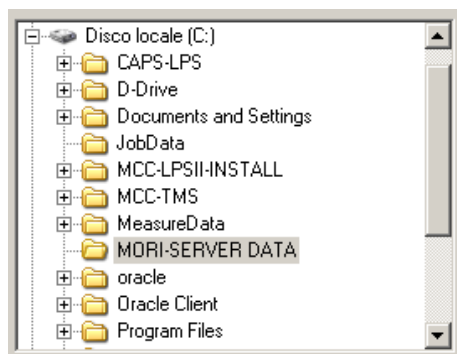 Disco locale (C:)
CAPS-LPS
D-Drive
Documents and Settings
JobData
MCC-LPSII-INSTALL
MCC-TMS
MeasureData
MORI-SERVER DATA
oracle
Oracle Client
Program Files